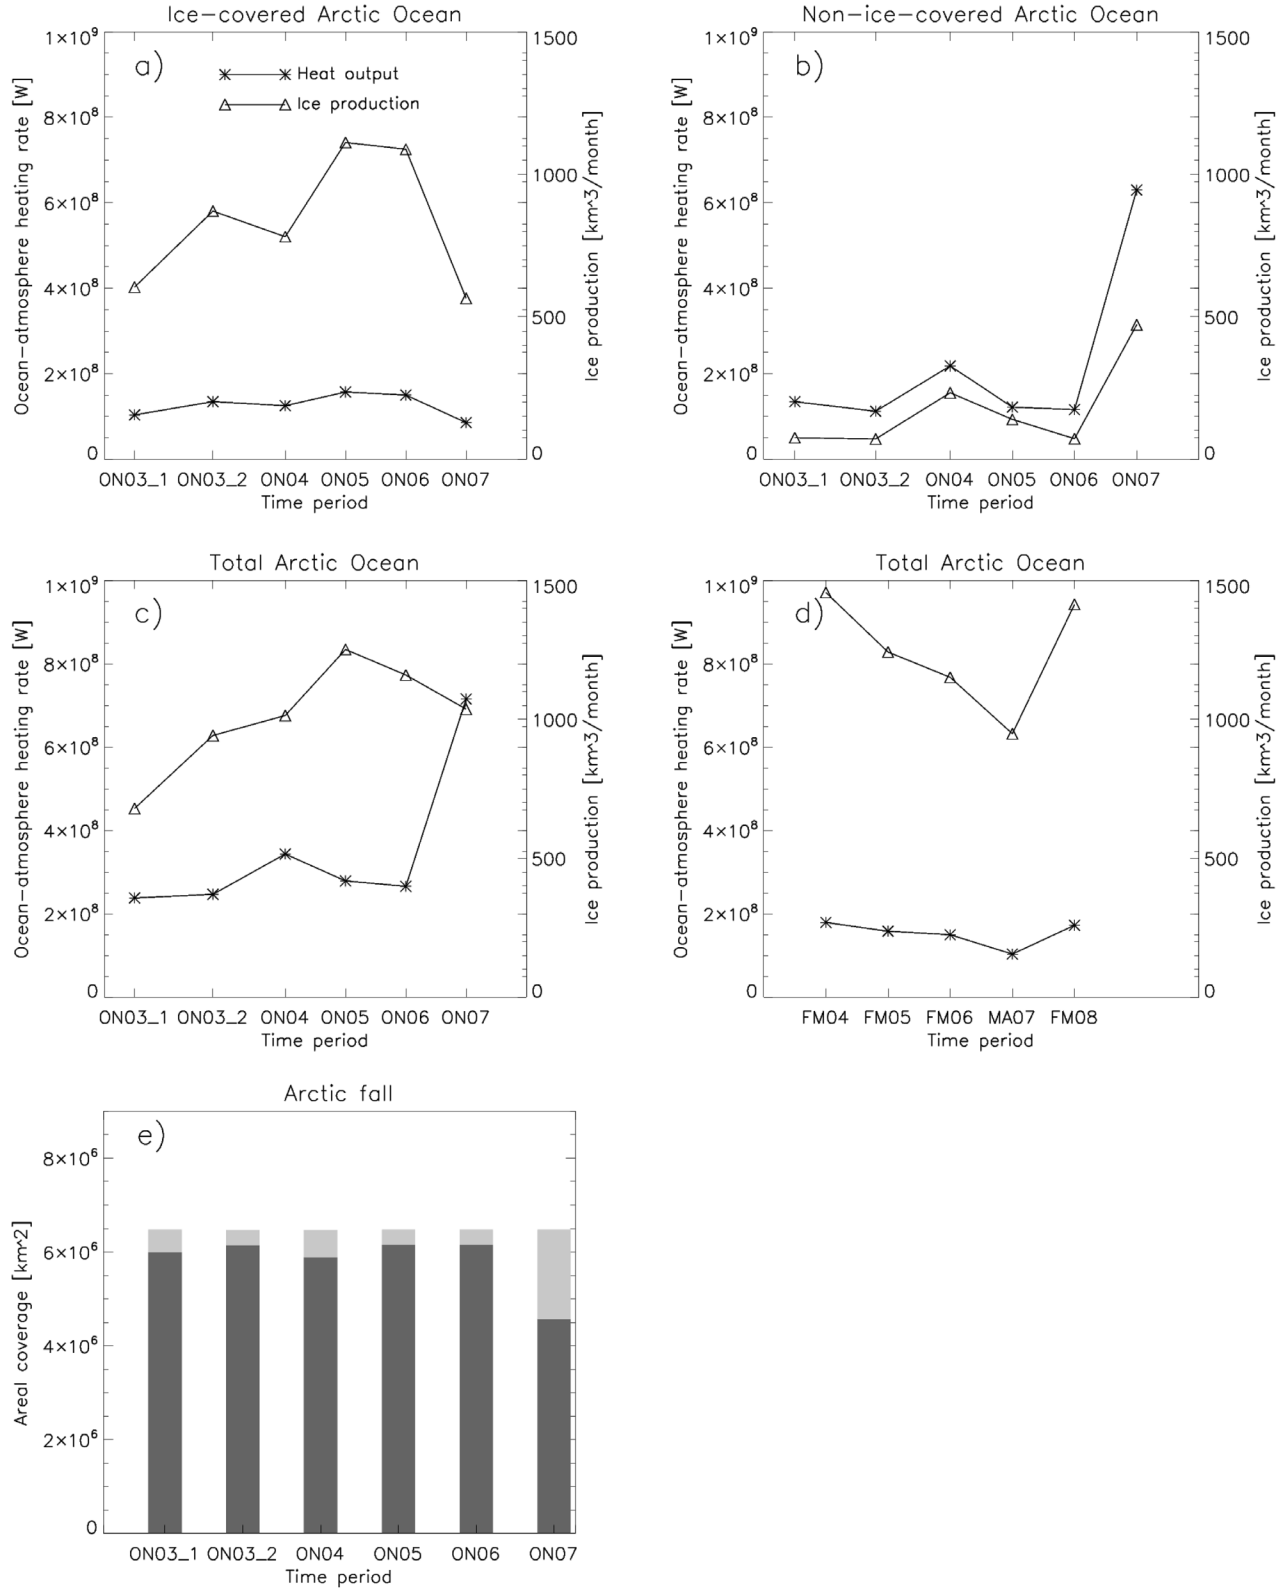 Ice-covered Arctic Ocean
a)
Heat output
Ice production
1×10⁹
8×10⁸
6×10⁸
4×10⁸
2×10⁸
0
Ocean-atmosphere heating rate [W]
1500
1000
500
0
Ice production [km^3/month]
ON03_1 ON03_2 ON04 ON05 ON06 ON07
Time period
Non-ice-covered Arctic Ocean
b)
1×10⁹
8×10⁸
6×10⁸
4×10⁸
2×10⁸
0
Ocean-atmosphere heating rate [W]
1500
1000
500
0
Ice production [km^3/month]
ON03_1 ON03_2 ON04 ON05 ON06 ON07
Time period
Total Arctic Ocean
c)
1×10⁹
8×10⁸
6×10⁸
4×10⁸
2×10⁸
0
Ocean-atmosphere heating rate [W]
1500
1000
500
0
Ice production [km^3/month]
ON03_1 ON03_2 ON04 ON05 ON06 ON07
Time period
Total Arctic Ocean
d)
1×10⁹
8×10⁸
6×10⁸
4×10⁸
2×10⁸
0
Ocean-atmosphere heating rate [W]
1500
1000
500
0
Ice production [km^3/month]
FM04 FM05 FM06 MA07 FM08
Time period
Arctic fall
e)
8×10⁶
6×10⁶
4×10⁶
2×10⁶
0
Areal coverage [km^2]
ON03_1 ON03_2 ON04 ON05 ON06 ON07
Time period